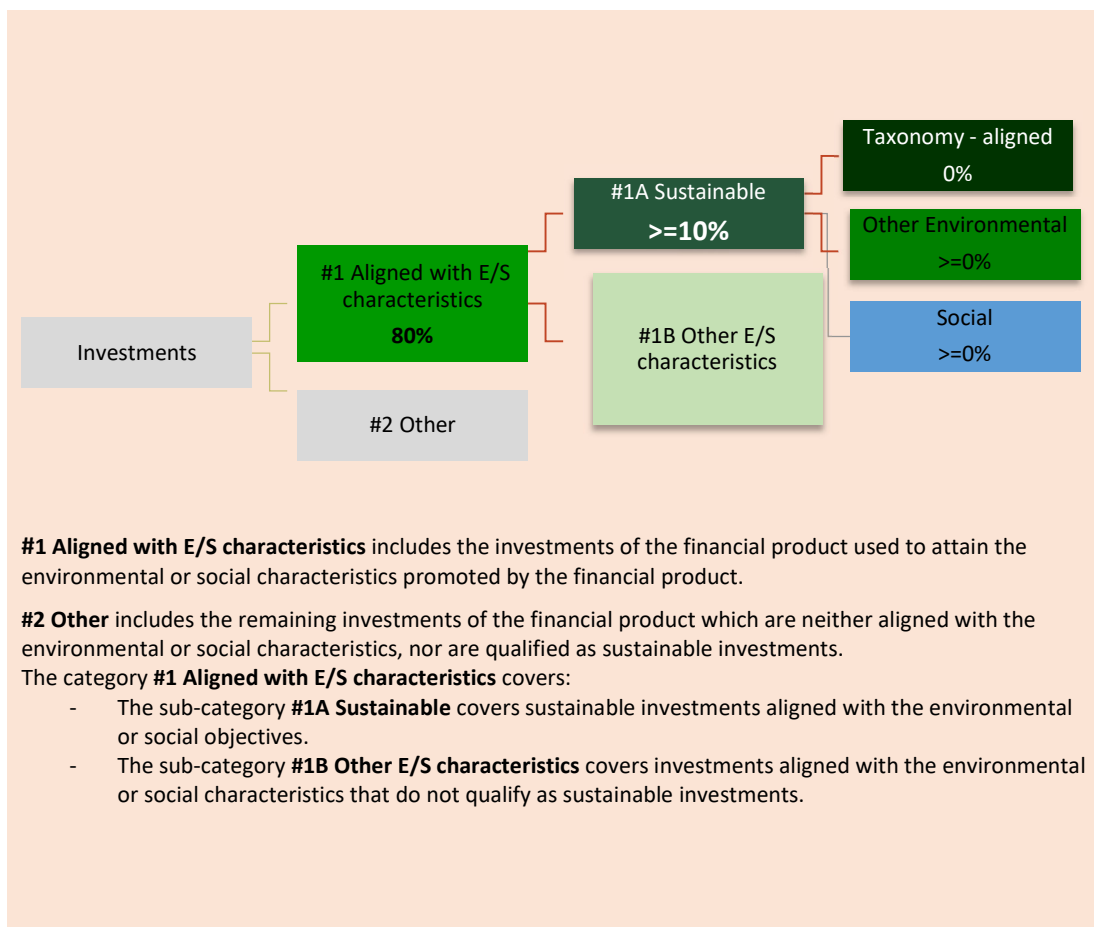 Taxonomy - aligned
0%
#1A Sustainable
>=10%
Other Environmental
>=0%
#1 Aligned with E/S
characteristics
80%
Social
>=0%
#1B Other E/S
characteristics
Investments
#2 Other
#1 Aligned with E/S characteristics includes the investments of the financial product used to attain the
environmental or social characteristics promoted by the financial product.
#2 Other includes the remaining investments of the financial product which are neither aligned with the
environmental or social characteristics, nor are qualified as sustainable investments.
The category #1 Aligned with E/S characteristics covers:
- The sub-category #1A Sustainable covers sustainable investments aligned with the environmental
or social objectives.
- The sub-category #1B Other E/S characteristics covers investments aligned with the environmental
or social characteristics that do not qualify as sustainable investments.